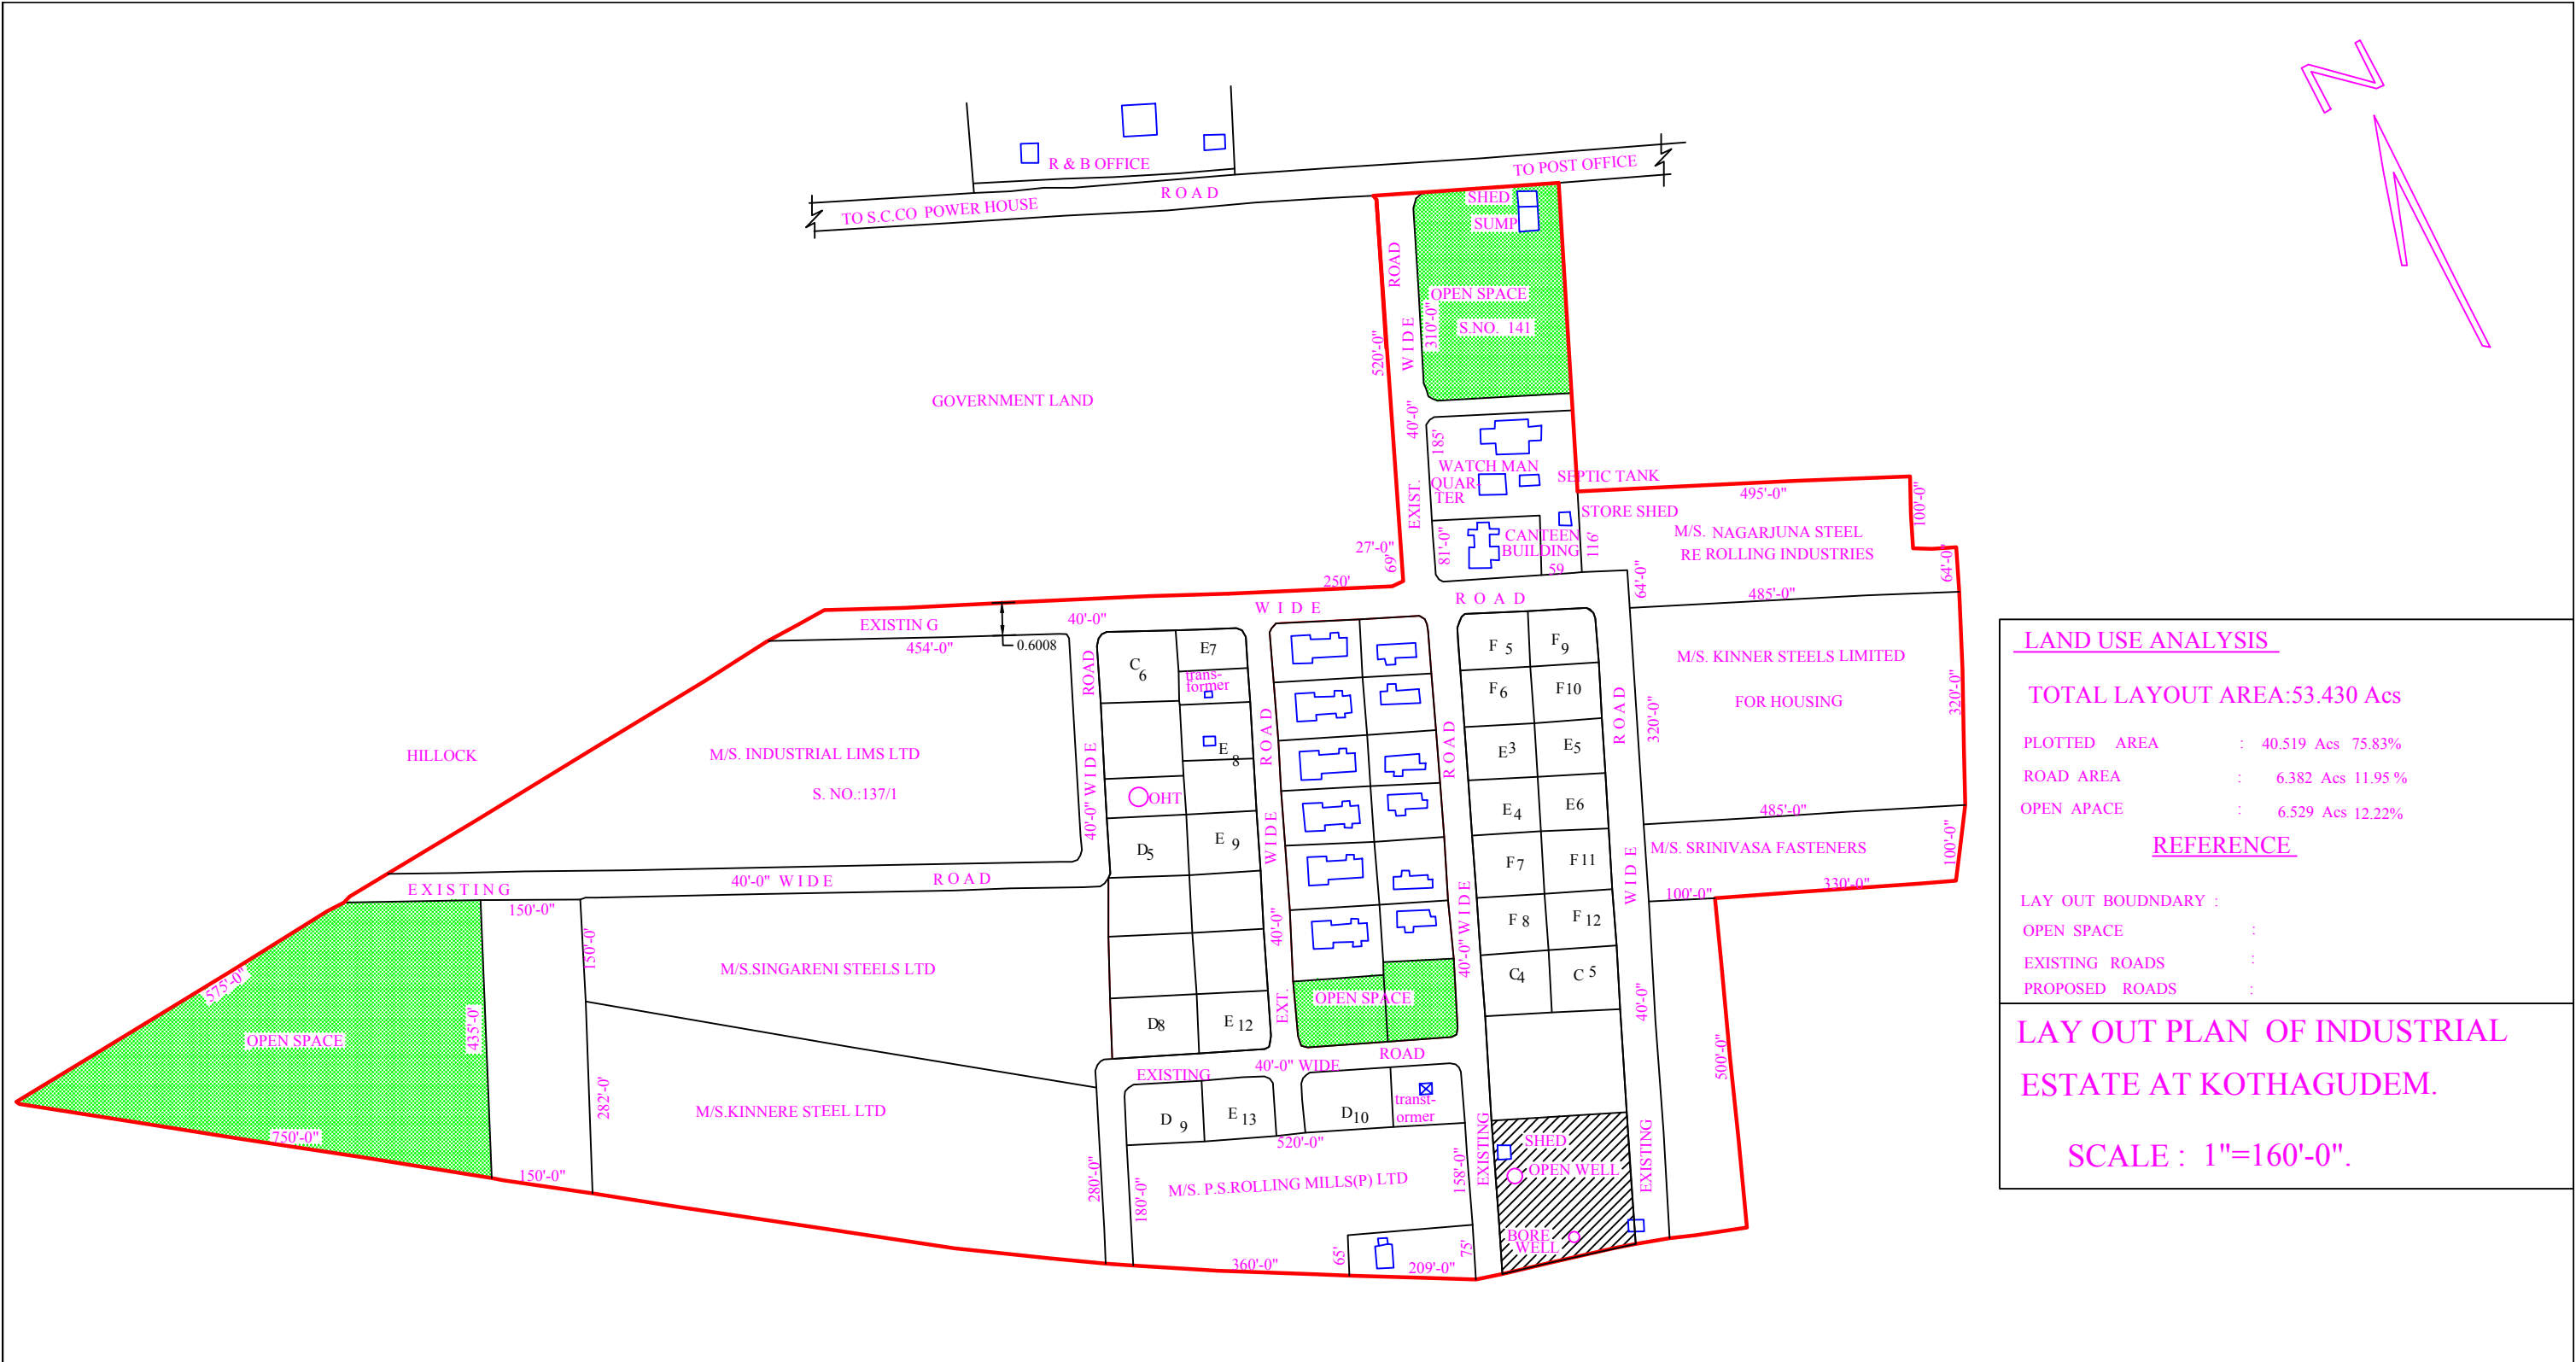 N
R & B OFFICE
TO POST OFFICE
ROAD
TO S.C.CO POWER HOUSE
SHED
SUMP
ROAD
OPEN SPACE
S.NO. 141
310'-0"
WIDE
520'-0"
40'-0"
EXIST.
GOVERNMENT LAND
185'
WATCH MAN
QUAR-
TER
SEPTIC TANK
495'-0"
100'-0"
STORE SHED
CANTEEN
BUILDING
81'-0"
116'
59
M/S. NAGARJUNA STEEL
RE ROLLING INDUSTRIES
64'-0"
64'-0"
485'-0"
27'-0"
69'
250'
WIDE
ROAD
40'-0"
EXISTIN G
454'-0"
0.6008
ROAD
40'-0" WIDE
C 6
E7
trans-
former
E 8
OHT
D5
E 9
D8
E 12
ROAD
WIDE
40'-0"
EXT.
OPEN SPACE
ROAD
40'-0" WIDE
EXISTING
F 5
F 9
F 6
F10
E3
E5
E 4
E6
F 7
F11
F 8
F 12
C4
C 5
ROAD
WIDE
40'-0"
EXISTING
320'-0"
M/S. KINNER STEELS LIMITED
FOR HOUSING
320'-0"
485'-0"
M/S. SRINIVASA FASTENERS
100'-0"
100'-0"
330'-0"
500'-0"
HILLOCK
M/S. INDUSTRIAL LIMS LTD
S. NO.:137/1
EXISTING
40'-0" WIDE ROAD
150'-0"
150'-0'
M/S.SINGARENI STEELS LTD
575'-0"
OPEN SPACE
435'-0'
282'-0'
M/S.KINNERE STEEL LTD
750'-0"
150'-0"
EXISTING
40'-0" WIDE
ROAD
D 9
E 13
D10
transf-
ormer
520'-0"
280'-0"
180'-0"
M/S. P.S.ROLLING MILLS(P) LTD
158'-0"
360'-0"
65'
209'-0"
75'
SHED
OPEN WELL
BORE
WELL
LAND USE ANALYSIS
TOTAL LAYOUT AREA:53.430 Acs
PLOTTED AREA : 40.519 Acs 75.83%
ROAD AREA : 6.382 Acs 11.95 %
OPEN APACE : 6.529 Acs 12.22%
REFERENCE
LAY OUT BOUDNDARY :
OPEN SPACE :
EXISTING ROADS :
PROPOSED ROADS :
LAY OUT PLAN OF INDUSTRIAL
ESTATE AT KOTHAGUDEM.
SCALE : 1"=160'-0".